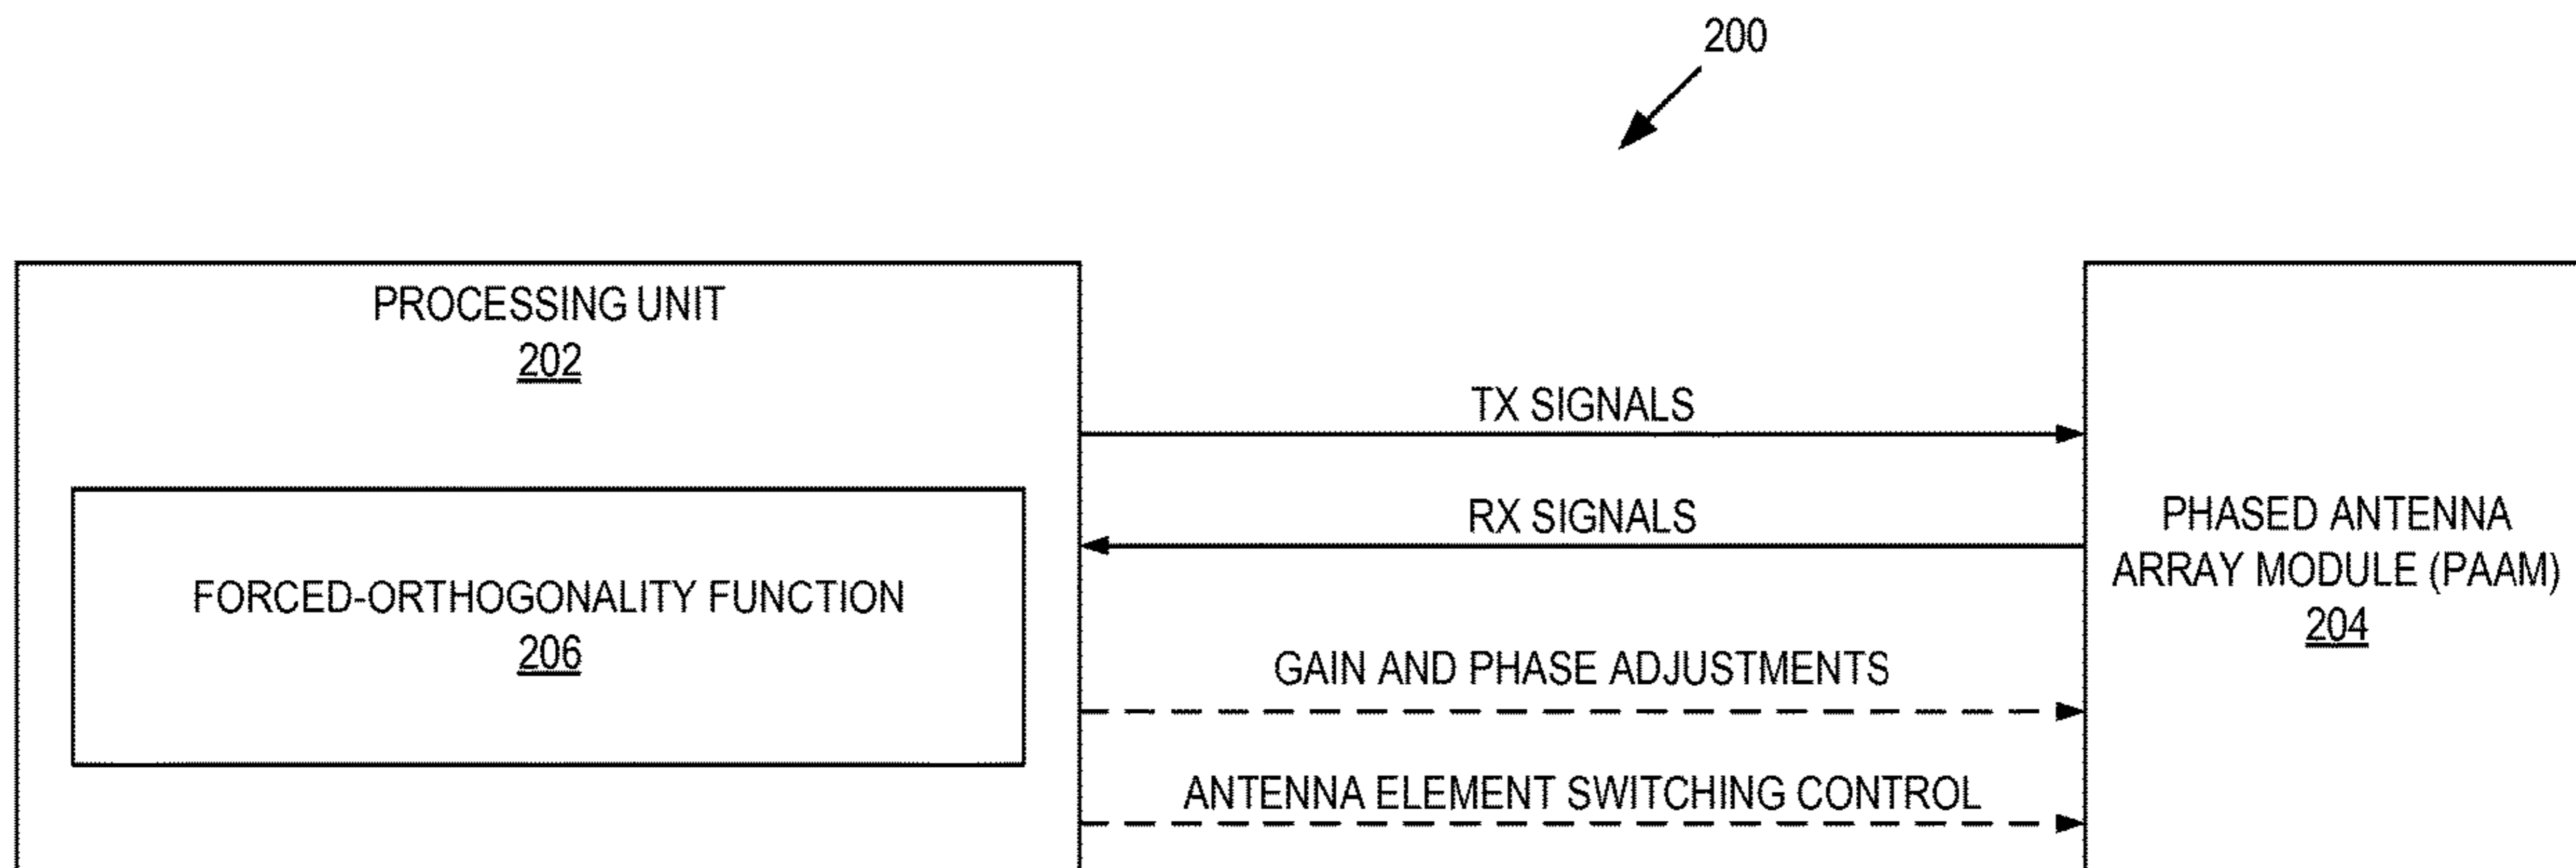 200
PROCESSING UNIT
202
TX SIGNALS
RX SIGNALS
PHASED ANTENNA
ARRAY MODULE (PAAM)
204
FORCED-ORTHOGONALITY FUNCTION
206
GAIN AND PHASE ADJUSTMENTS
ANTENNA ELEMENT SWITCHING CONTROL